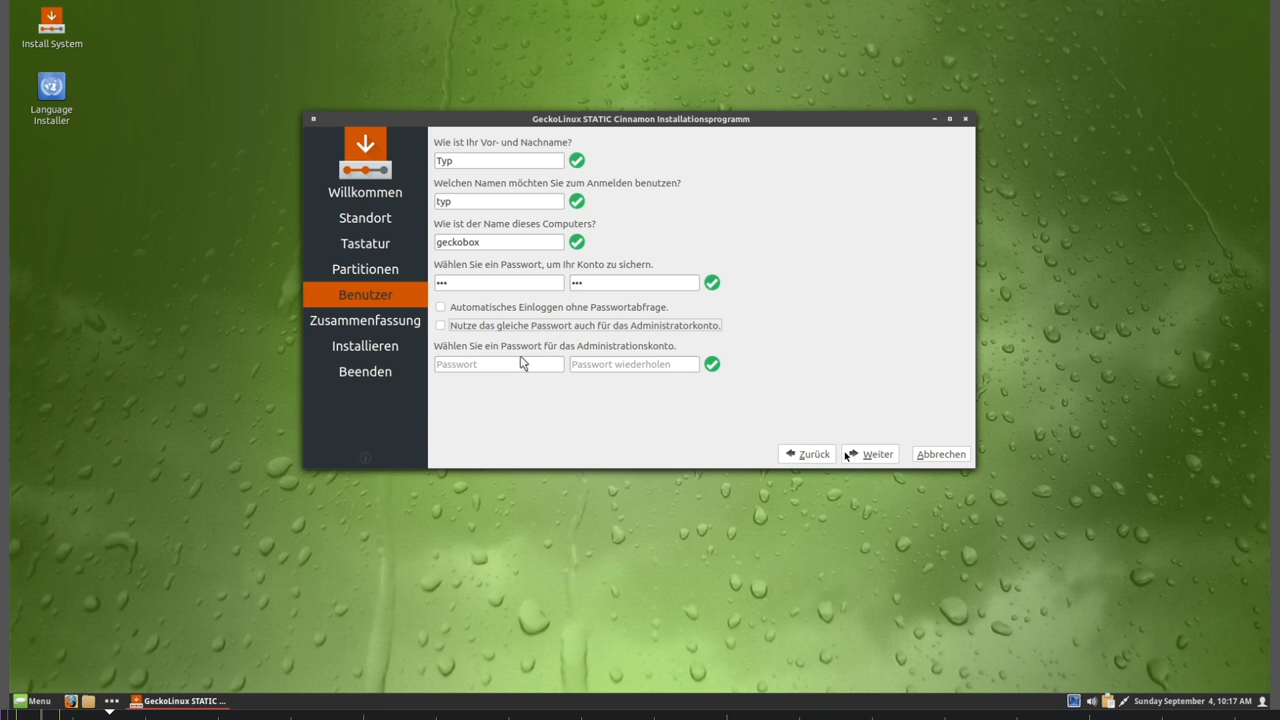 Install System
Language
Installer
GeckoLinux STATIC Cinnamon Installationsprogramm
Willkommen
Standort
Tastatur
Partitionen
Benutzer
Zusammenfassung
Installieren
Beenden
Wie ist Ihr Vor- und Nachname?
Typ
Welchen Namen möchten Sie zum Anmelden benutzen?
typ
Wie ist der Name dieses Computers?
geckobox
Wählen Sie ein Passwort, um Ihr Konto zu sichern.
••• •••
Automatisches Einloggen ohne Passwortabfrage.
Nutze das gleiche Passwort auch für das Administratorkonto.
Wählen Sie ein Passwort für das Administrationskonto.
Passwort Passwort wiederholen
Zurück Weiter Abbrechen
Menu GeckoLinux STATIC ... Sunday September 4, 10:17 AM